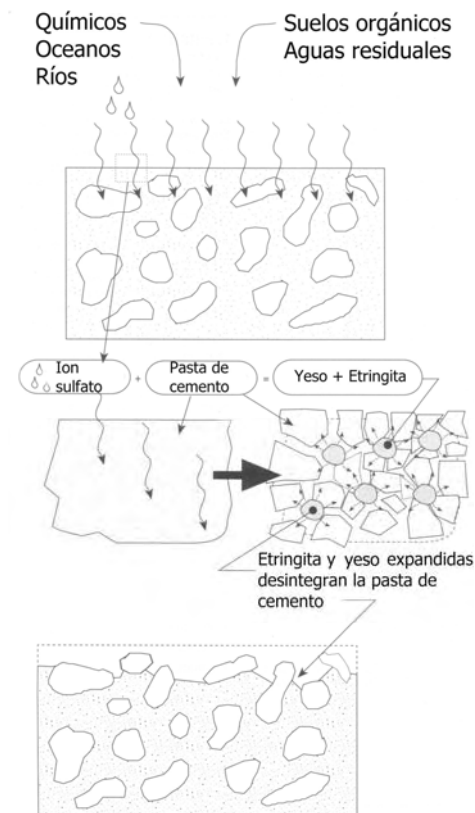 Químicos
Oceanos
Ríos
Suelos orgánicos
Aguas residuales
Ion
sulfato
+
Pasta de
cemento
=
Yeso + Etringita
Etringita y yeso expandidas
desintegran la pasta de
cemento